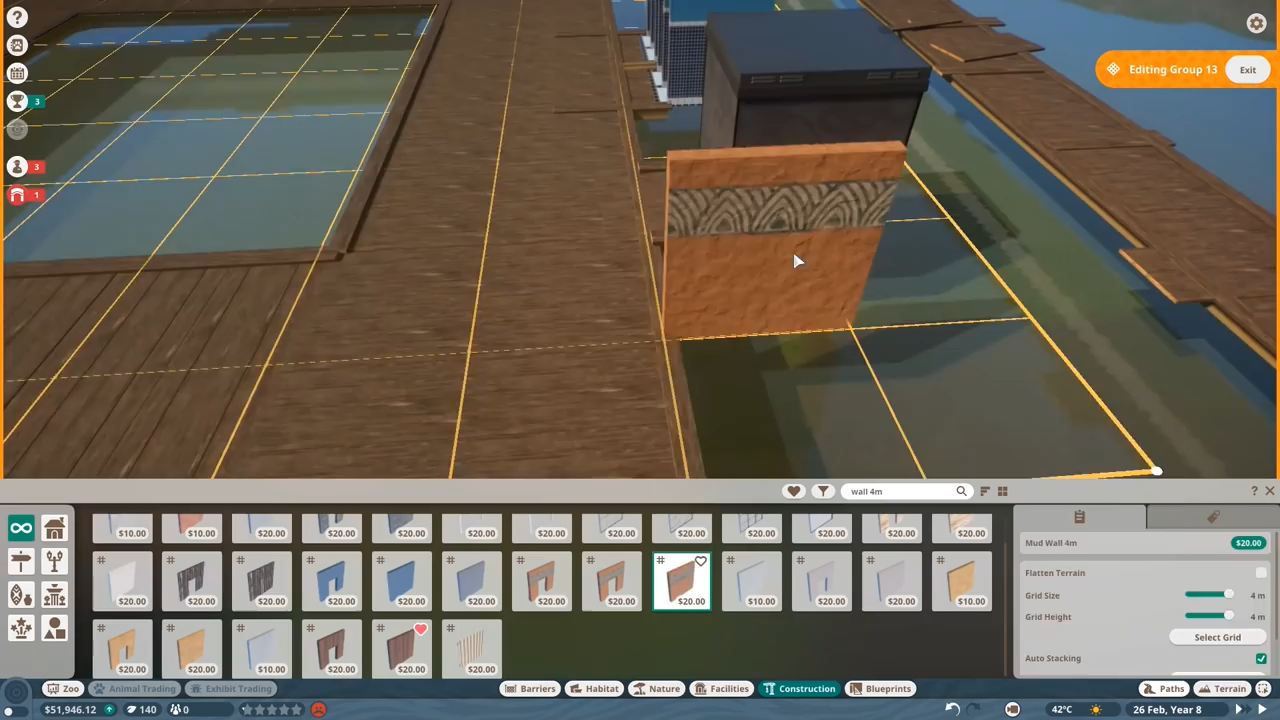 Editing Group 13 Exit
3
3
1
wall 4m
$10.00 $10.00 $20.00 $20.00 $20.00 $20.00 $20.00 $20.00 $20.00 $20.00 $20.00 $20.00 $20.00
$20.00 $20.00 $20.00 $20.00 $20.00 $20.00 $20.00 $20.00 $20.00 $10.00 $20.00 $20.00 $10.00
$20.00 $20.00 $10.00 $20.00 $20.00 $20.00
Mud Wall 4m $20.00
Flatten Terrain
Grid Size 4 m
Grid Height 4 m
Select Grid
Auto Stacking
Zoo Animal Trading Exhibit Trading Barriers Habitat Nature Facilities Construction Blueprints Paths Terrain
$51,946.12 140 0 42°C 26 Feb, Year 8